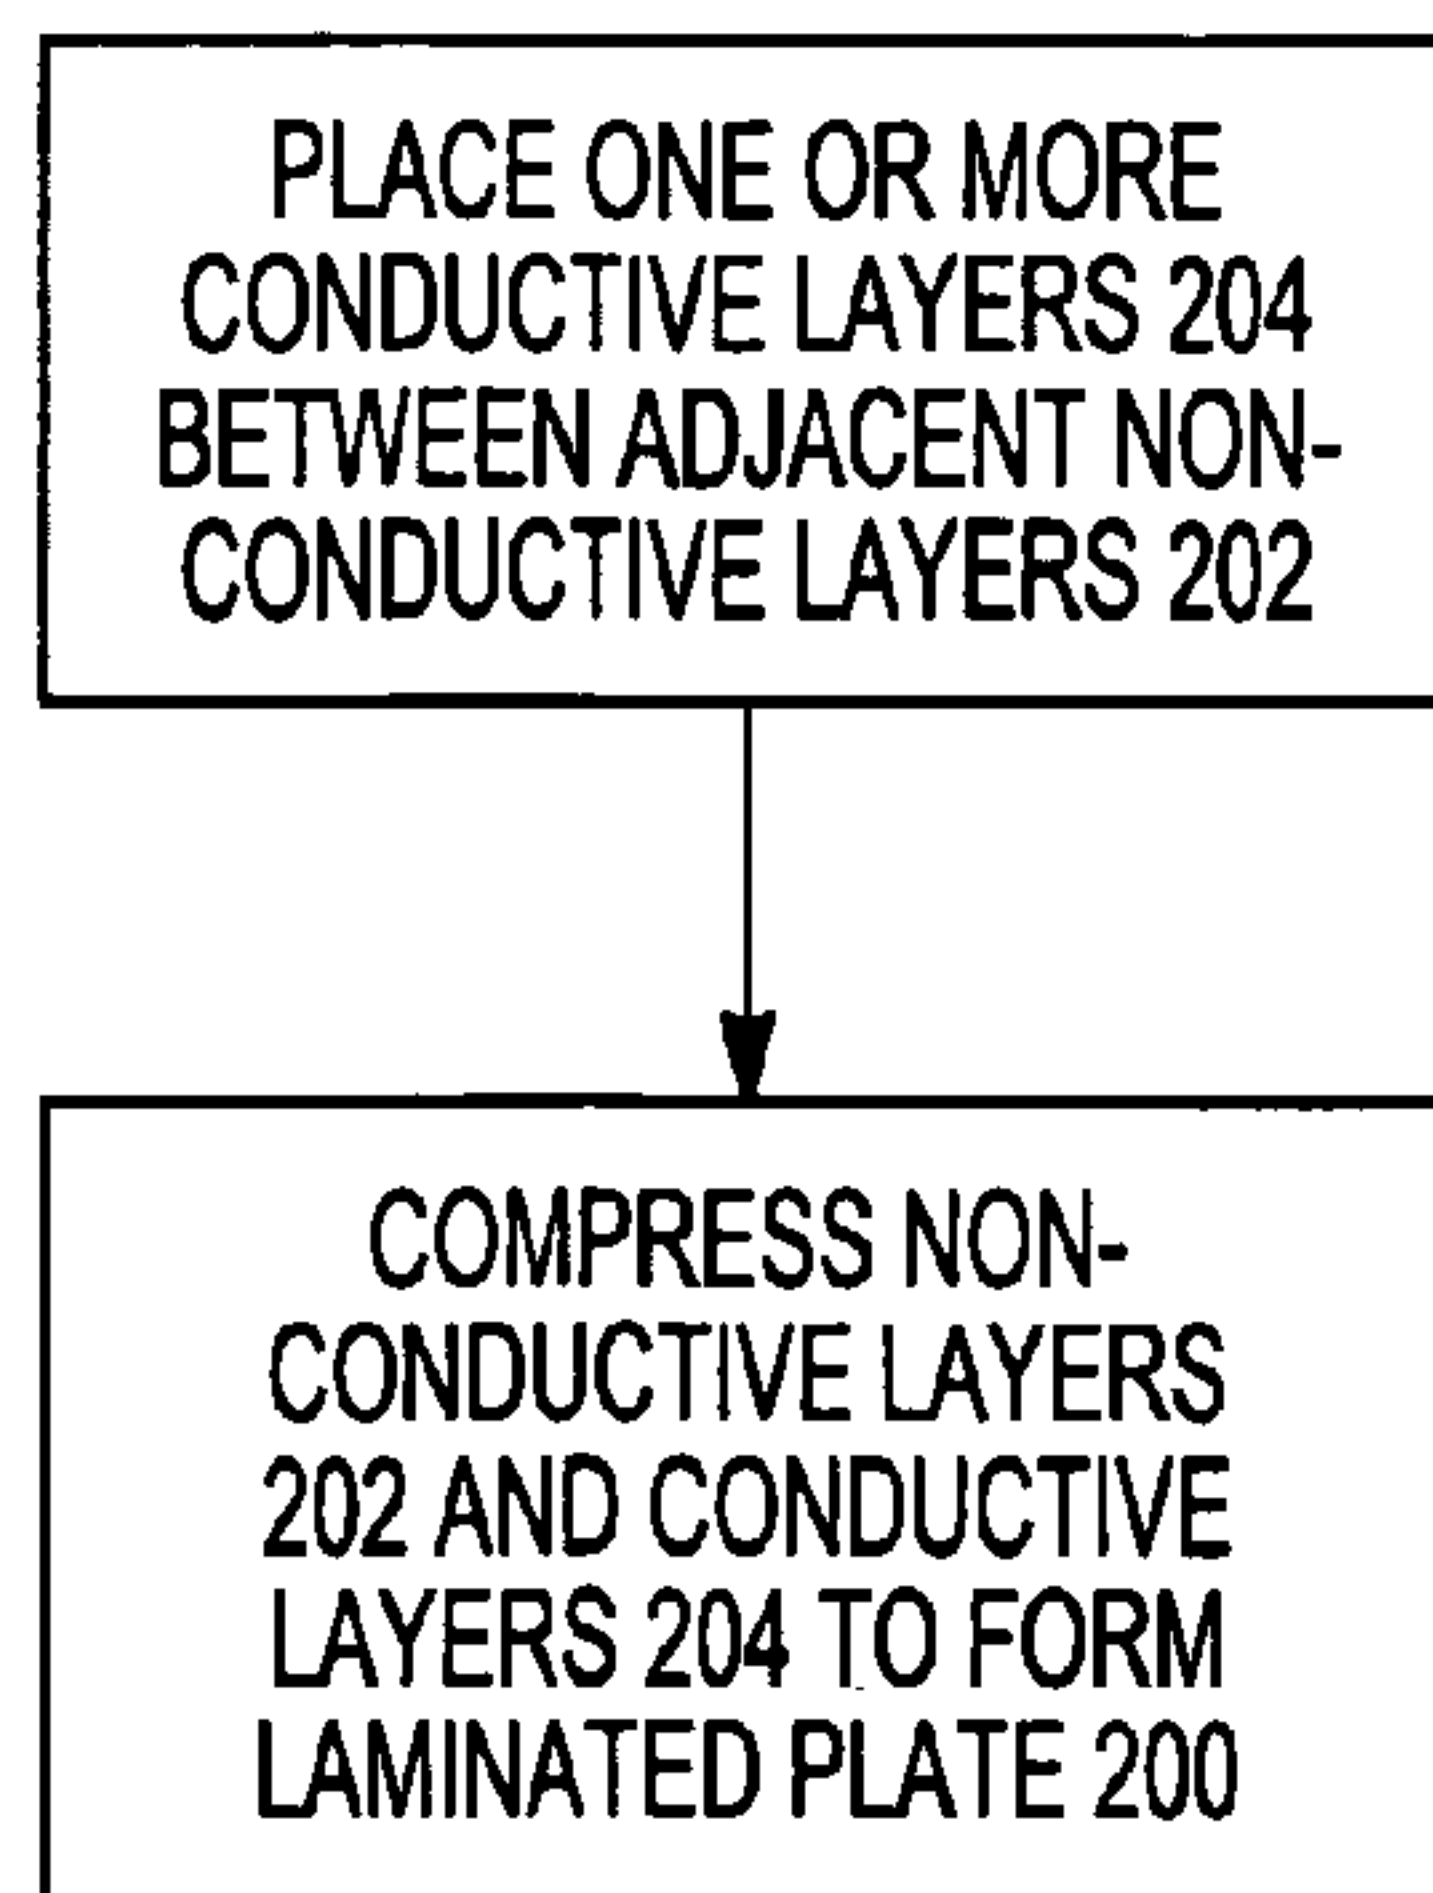 PLACE ONE OR MORE
CONDUCTIVE LAYERS 204
BETWEEN ADJACENT NON-
CONDUCTIVE LAYERS 202
COMPRESS NON-
CONDUCTIVE LAYERS
202 AND CONDUCTIVE
LAYERS 204 TO FORM
LAMINATED PLATE 200